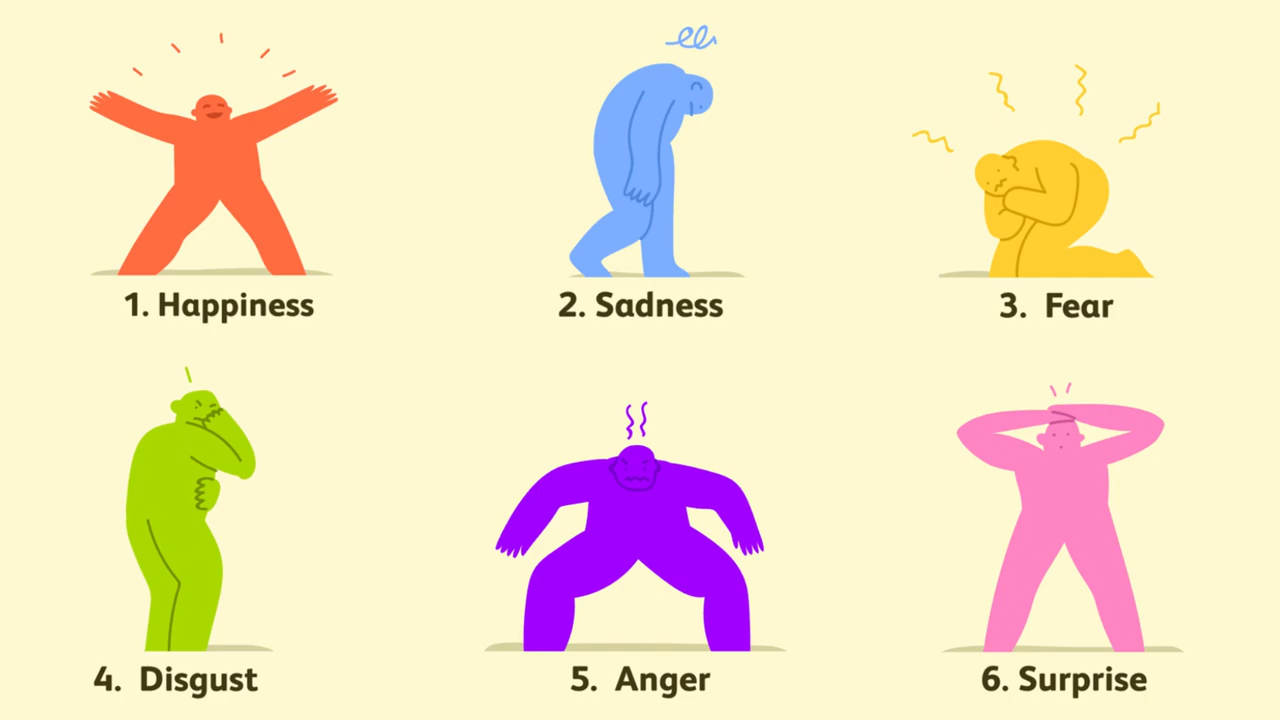 1. Happiness
2. Sadness
3. Fear
4. Disgust
5. Anger
6. Surprise